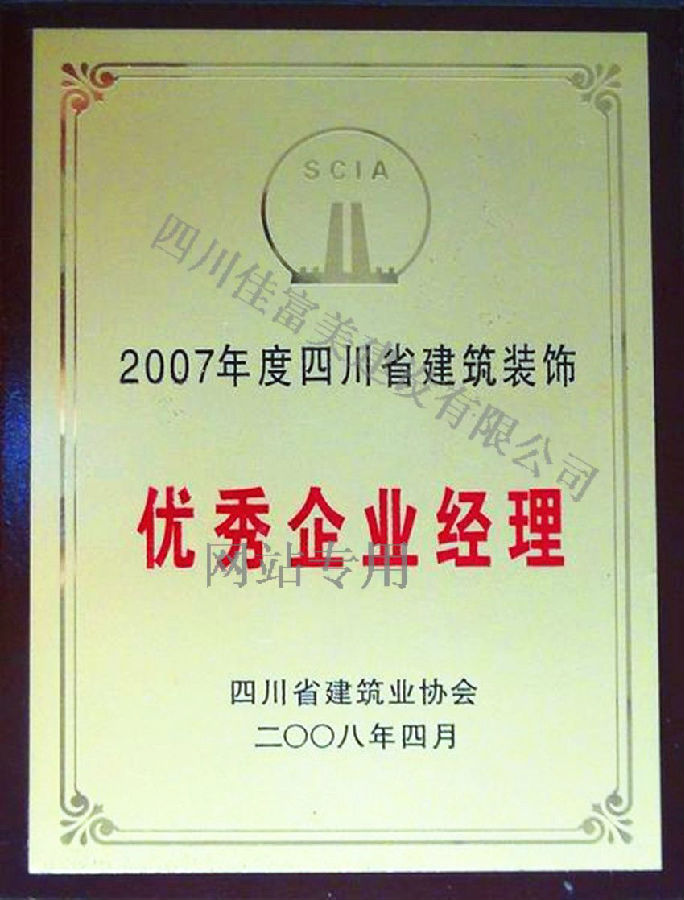 SCIA
四川佳富美建设有限公司
2007年度四川省建筑装饰
优秀企业经理
网站专用
四川省建筑业协会
二〇〇八年四月